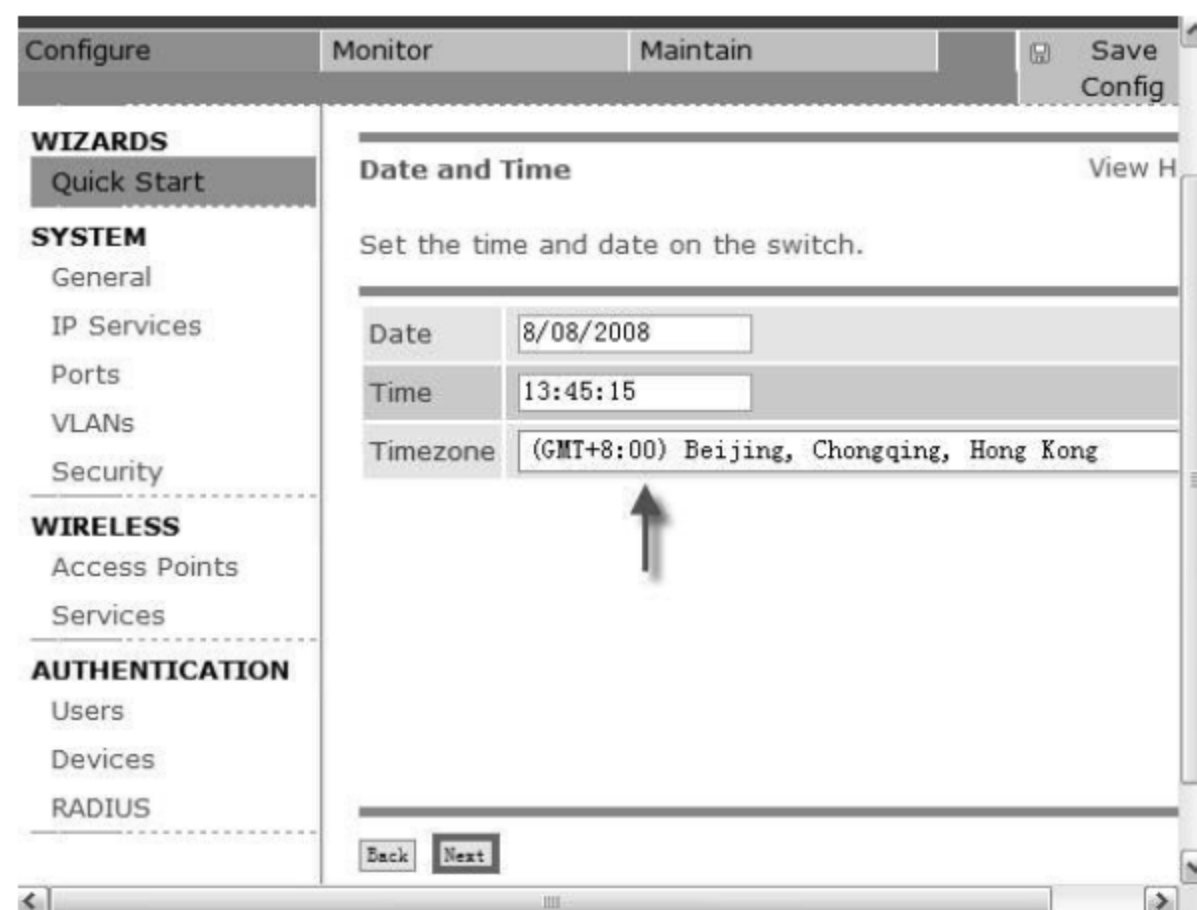 Configure Monitor Maintain Save
Config
WIZARDS
Quick Start
SYSTEM
General
IP Services
Ports
VLANs
Security
WIRELESS
Access Points
Services
AUTHENTICATION
Users
Devices
RADIUS
Date and Time View H
Set the time and date on the switch.
Date 8/08/2008
Time 13:45:15
Timezone (GMT+8:00) Beijing, Chongqing, Hong Kong
Back Next